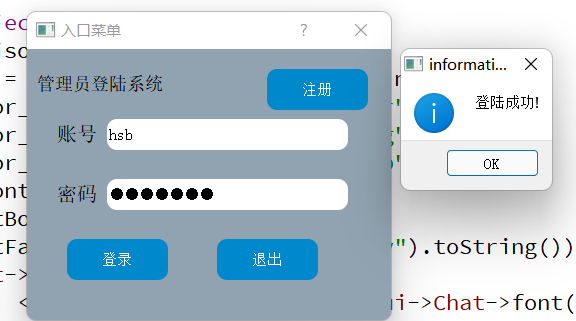 入口菜单
管理员登陆系统
注册
账号 hsb
密码 ●●●●●●●
登录 退出
informati...
登陆成功!
OK
").toString())
ui->Chat->font(